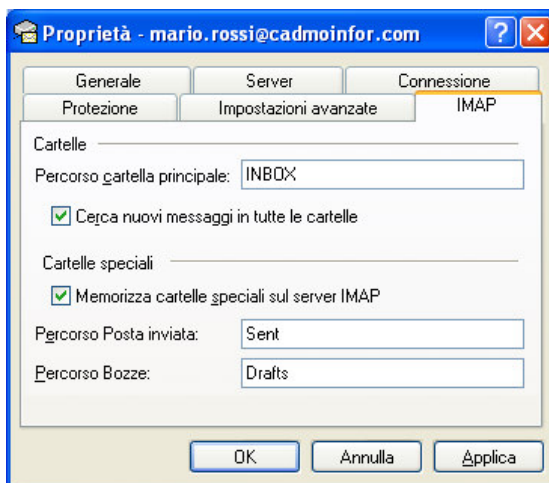 Proprietà - mario.rossi@cadmoinfor.com
Generale Server Connessione
Protezione Impostazioni avanzate IMAP
Cartelle
Percorso cartella principale: INBOX
Cerca nuovi messaggi in tutte le cartelle
Cartelle speciali
Memorizza cartelle speciali sul server IMAP
Percorso Posta inviata: Sent
Percorso Bozze: Drafts
OK Annulla Applica